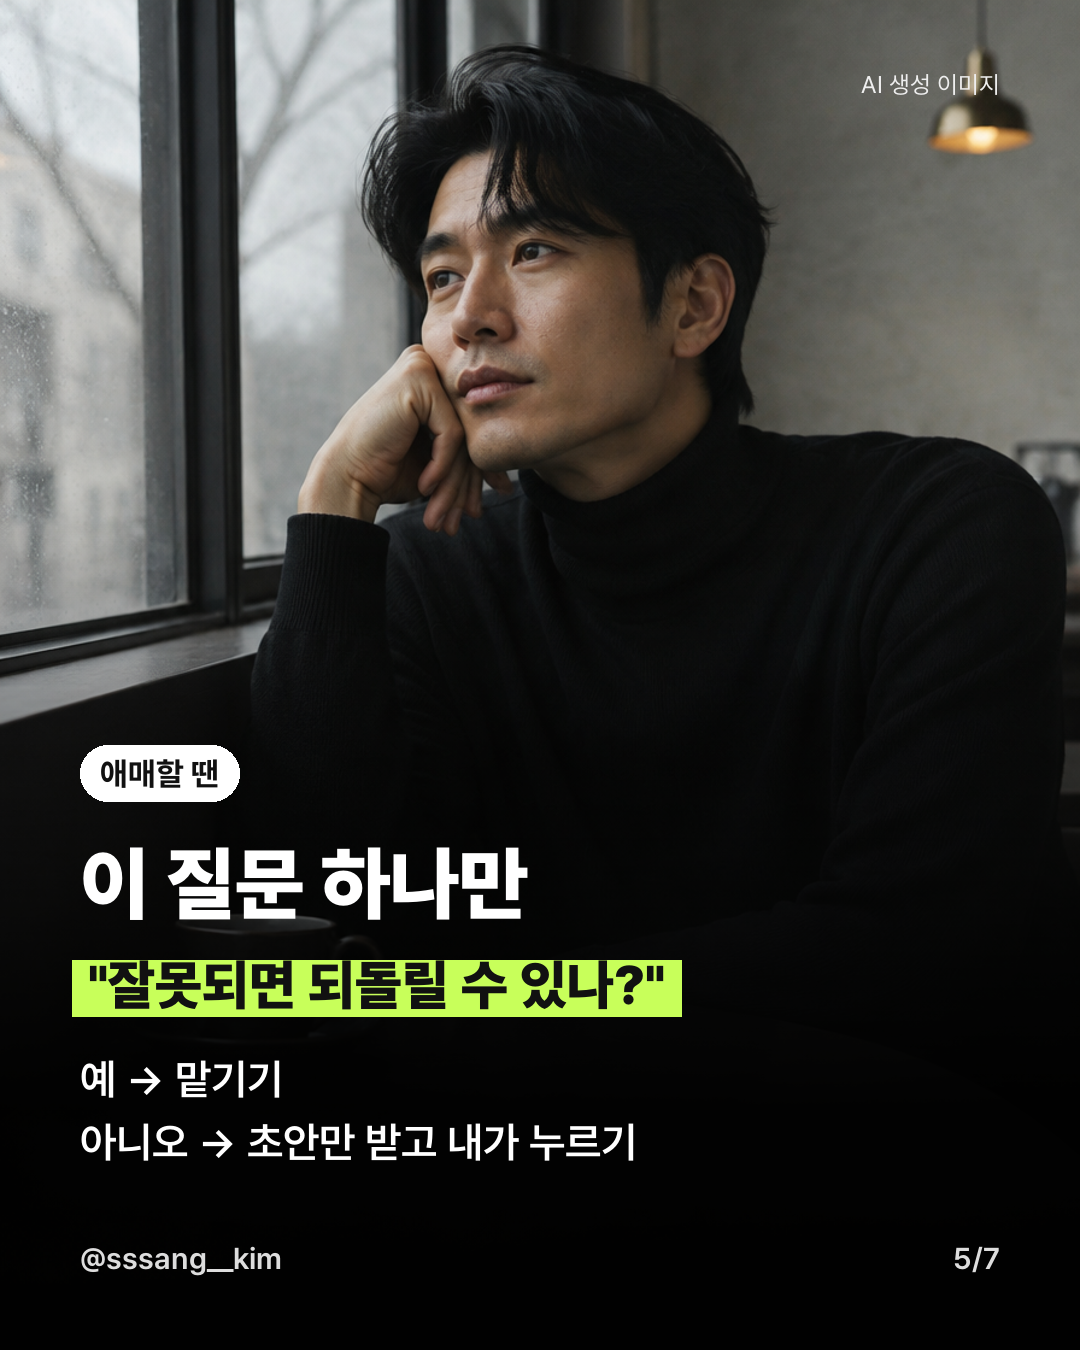 AI 생성 이미지
애매할 땐
이 질문 하나만
"잘못되면 되돌릴 수 있나?"
예 → 맡기기
아니오 → 초안만 받고 내가 누르기
@sssang__kim
5/7